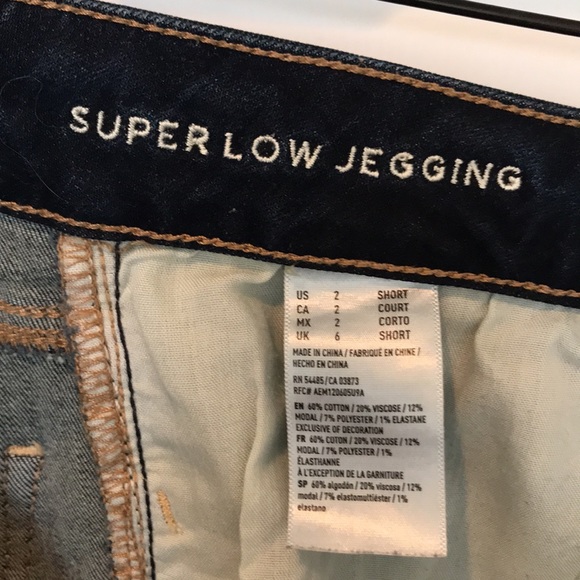 SUPER LOW JEGGING
US 2 SHORT
CA 2 COURT
MX 2 CORTO
UK 6 SHORT
MADE IN CHINA / FABRIQUÉ EN CHINE /
HECHO EN CHINA
RN 54485 / CA 03873
RFC# AEM120605U9A
EN 60% COTTON / 20% VISCOSE / 12%
MODAL / 7% POLYESTER / 1% ELASTANE
EXCLUSIVE OF DECORATION
FR 60% COTON / 20% VISCOSE / 12%
MODAL / 7% POLYESTER / 1%
ÉLASTHANNE
À L'EXCEPTION DE LA GARNITURE
SP 60% algodón / 20% viscosa / 12%
modal / 7% elastomultiéster / 1%
elastano